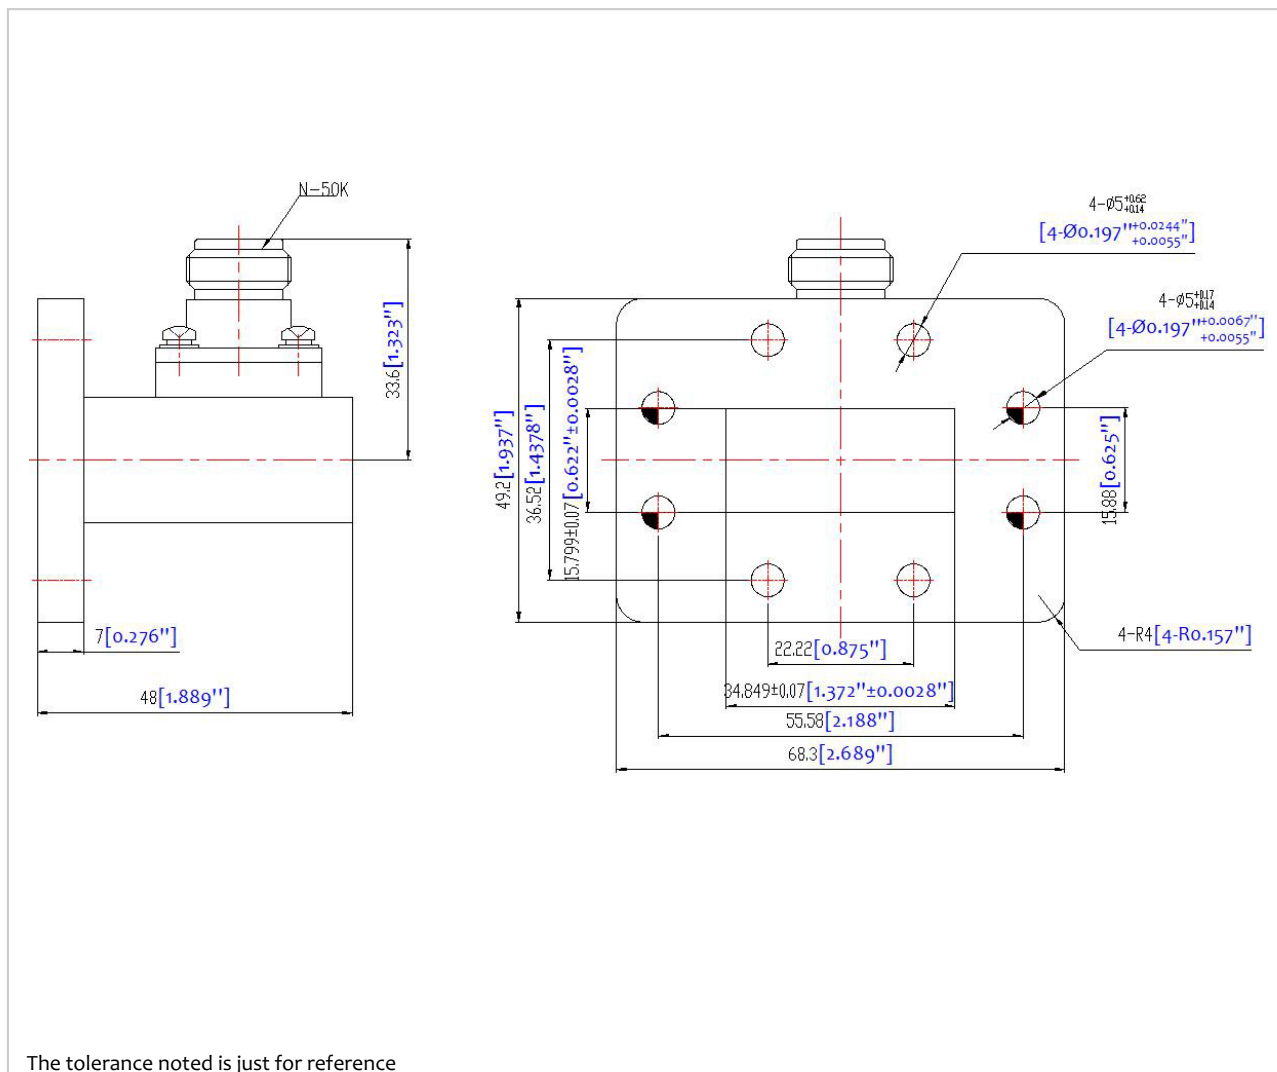 N-50K
33.6[1.323"]
7[0.276"]
48[1.889"]
4-Ø5+0.62 +0.14
[4-Ø0.197"+0.0244" +0.0055"]
4-Ø5+0.17 +0.14
[4-Ø0.197"+0.0067" +0.0055"]
49.2[1.937"]
36.52[1.4378"]
15.799±0.07[0.622"±0.0028"]
15.88[0.625"]
4-R4[4-R0.157"]
22.22[0.875"]
34.849±0.07[1.372"±0.0028"]
55.58[2.188"]
68.3[2.689"]
The tolerance noted is just for reference